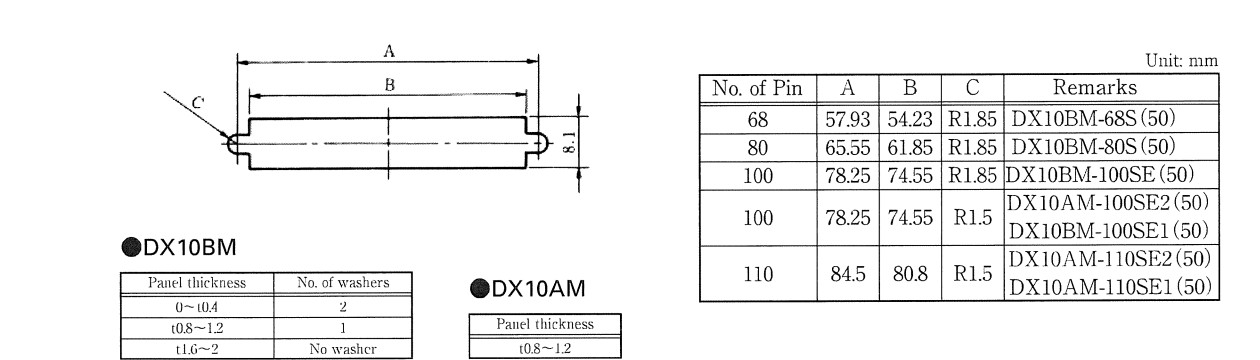 A
B
C
8.1
Unit: mm
No. of Pin A B C Remarks
68 57.93 54.23 R1.85 DX10BM-68S(50)
80 65.55 61.85 R1.85 DX10BM-80S(50)
100 78.25 74.55 R1.85 DX10BM-100SE(50)
100 78.25 74.55 R1.5 DX10AM-100SE2(50)
DX10BM-100SE1(50)
110 84.5 80.8 R1.5 DX10AM-110SE2(50)
DX10AM-110SE1(50)
●DX10BM
Panel thickness No. of washers
0~t0.4 2
t0.8~1.2 1
t1.6~2 No washer
●DX10AM
Panel thickness
t0.8~1.2